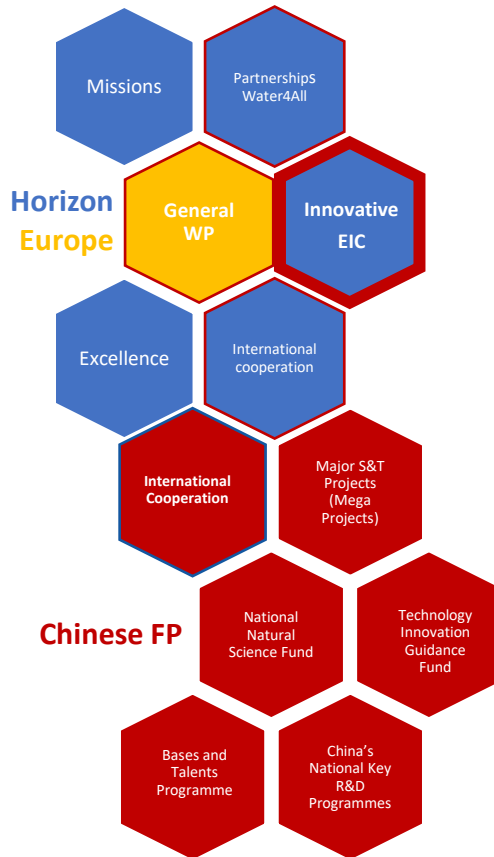 Missions
Partnerships
Water4All
Horizon
Europe
General
WP
Innovative
EIC
Excellence
International
cooperation
International
Cooperation
Major S&T
Projects
(Mega
Projects)
Chinese FP
National
Natural
Science Fund
Technology
Innovation
Guidance
Fund
Bases and
Talents
Programme
China's
National Key
R&D
Programmes